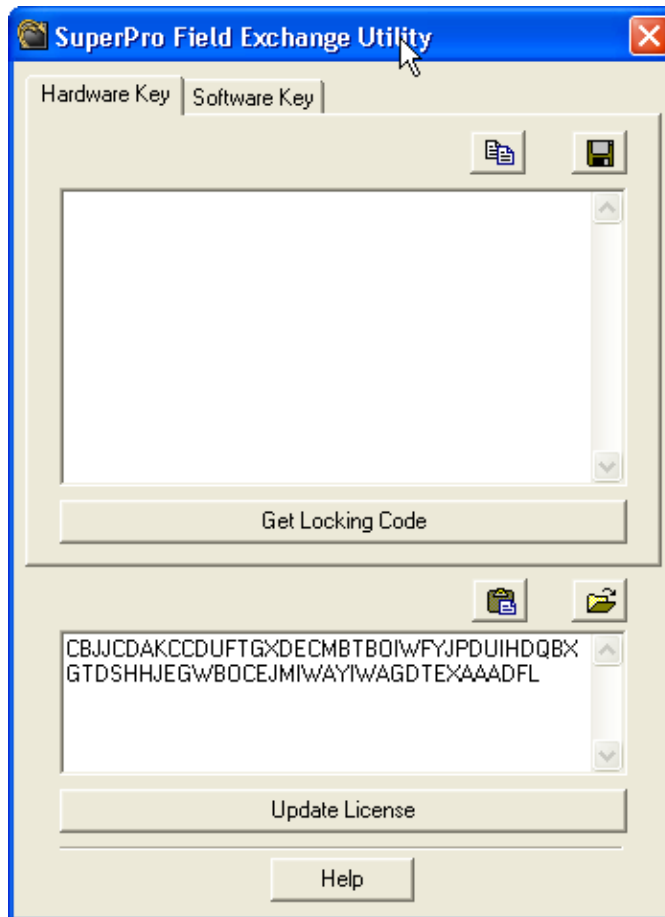 SuperPro Field Exchange Utility
Hardware Key
Software Key
Get Locking Code
CBJJCDAKCCDUFTGXDECMBTBOIWFYJPDUIHDQBX
GTDSHHJEGWBOCEJMIWAYIWAGDTEXAAADFL
Update License
Help